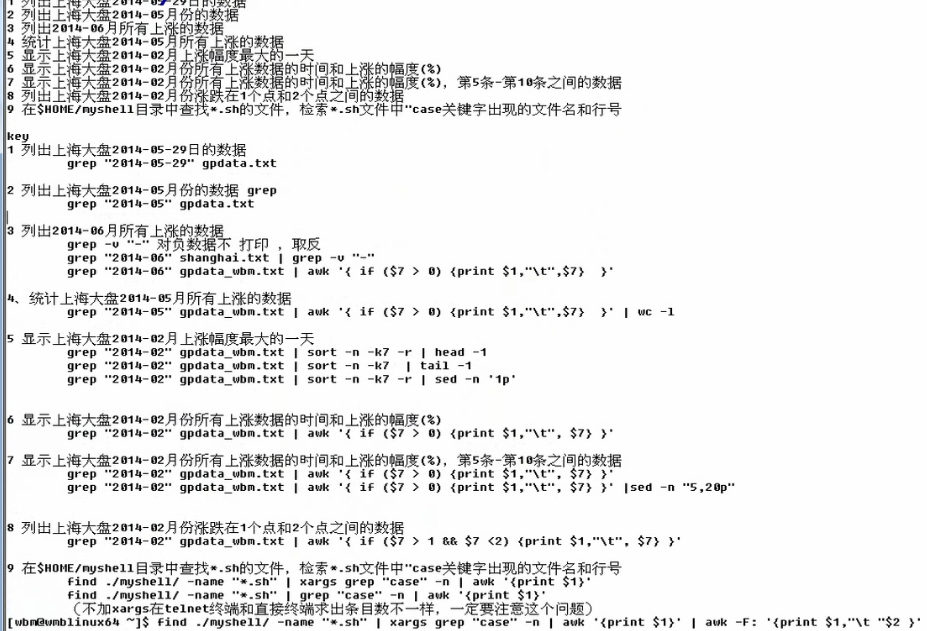 1 列出上海大盘2014-05-29日的数据
2 列出上海大盘2014-05月份的数据
3 列出2014-06月所有上涨的数据
4 统计上海大盘2014-05月所有上涨的数据
5 显示上海大盘2014-02月上涨幅度最大的一天
6 显示上海大盘2014-02月份所有上涨数据的时间和上涨的幅度(%)
7 显示上海大盘2014-02月份所有上涨数据的时间和上涨的幅度(%)，第5条-第10条之间的数据
8 列出上海大盘2014-02月份涨跌在1个点和2个点之间的数据
9 在$HOME/myshell目录中查找*.sh的文件，检索*.sh文件中"case关键字出现的文件名和行号
key
1 列出上海大盘2014-05-29日的数据
grep "2014-05-29" gpdata.txt
2 列出上海大盘2014-05月份的数据 grep
grep "2014-05" gpdata.txt
3 列出2014-06月所有上涨的数据
grep -v "-" 对负数据不 打印 ，取反
grep "2014-06" shanghai.txt | grep -v "-"
grep "2014-06" gpdata_wbm.txt | awk '{ if ($7 > 0) {print $1,"\t",$7}  }'
4、统计上海大盘2014-05月所有上涨的数据
grep "2014-05" gpdata_wbm.txt | awk '{ if ($7 > 0) {print $1,"\t",$7}  }' | wc -l
5 显示上海大盘2014-02月上涨幅度最大的一天
grep "2014-02" gpdata_wbm.txt | sort -n -k7 -r | head -1
grep "2014-02" gpdata_wbm.txt | sort -n -k7  | tail -1
grep "2014-02" gpdata_wbm.txt | sort -n -k7 -r | sed -n '1p'
6 显示上海大盘2014-02月份所有上涨数据的时间和上涨的幅度(%)
grep "2014-02" gpdata_wbm.txt | awk '{ if ($7 > 0) {print $1,"\t", $7} }'
7 显示上海大盘2014-02月份所有上涨数据的时间和上涨的幅度(%)，第5条-第10条之间的数据
grep "2014-02" gpdata_wbm.txt | awk '{ if ($7 > 0) {print $1,"\t", $7} }'
grep "2014-02" gpdata_wbm.txt | awk '{ if ($7 > 0) {print $1,"\t", $7} }' |sed -n "5,20p"
8 列出上海大盘2014-02月份涨跌在1个点和2个点之间的数据
grep "2014-02" gpdata_wbm.txt | awk '{ if ($7 > 1 && $7 <2) {print $1,"\t", $7} }'
9 在$HOME/myshell目录中查找*.sh的文件，检索*.sh文件中"case关键字出现的文件名和行号
find ./myshell/ -name "*.sh" | xargs grep "case" -n | awk '{print $1}'
find ./myshell/ -name "*.sh" | grep "case" -n | awk '{print $1}'
（不加xargs在telnet终端和直接终端求出条目数不一样，一定要注意这个问题）
[wbm@wmblinux64 ~]$ find ./myshell/ -name "*.sh" | xargs grep "case" -n | awk '{print $1}' | awk -F: '{print $1,"\t "$2 }'